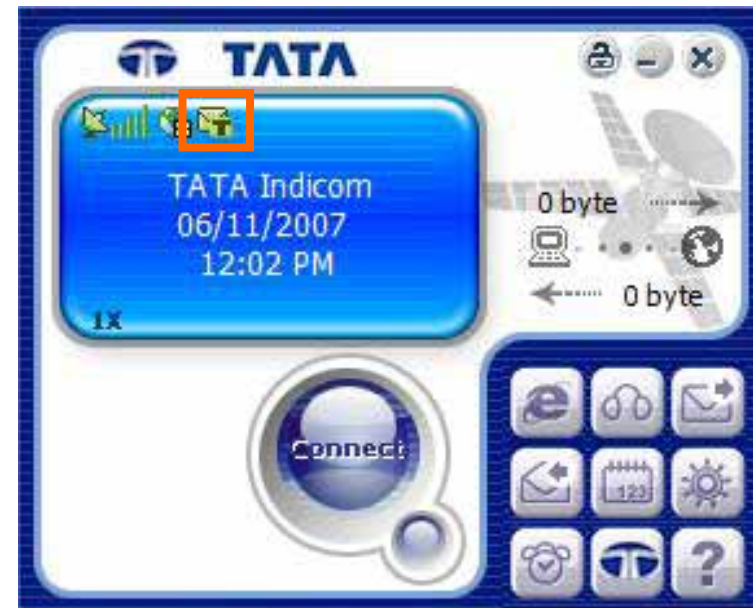 TATA
TATA Indicom
06/11/2007
12:02 PM
1X
Connect
0 byte
0 byte
123
?